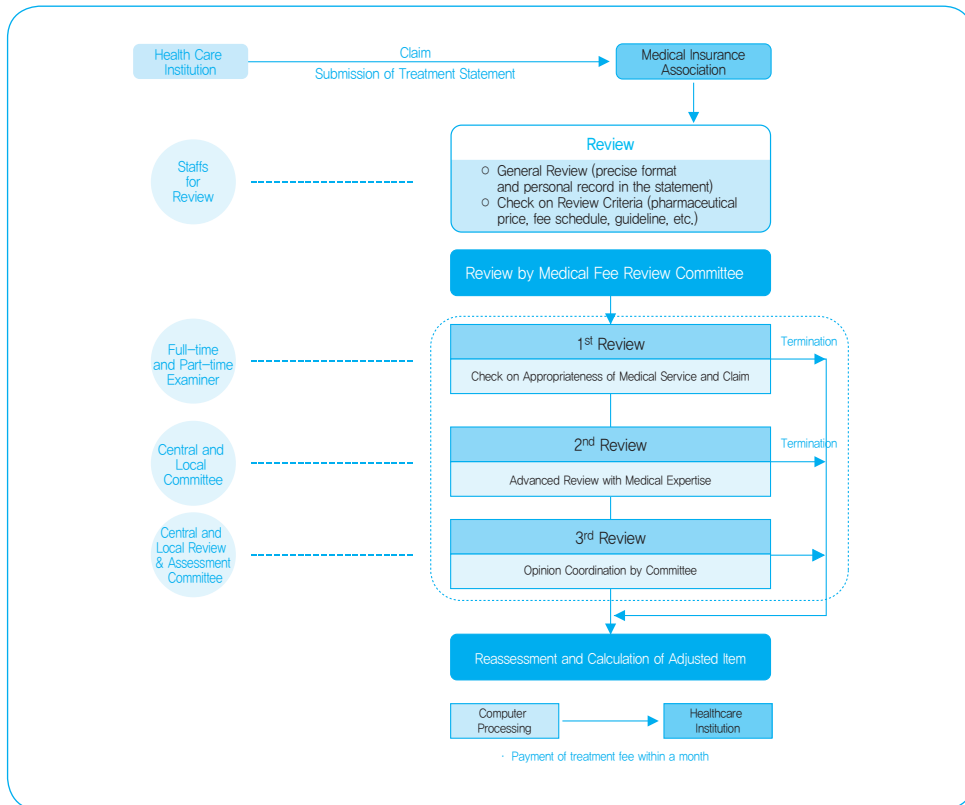 Health Care
Institution
Claim
Submission of Treatment Statement
Medical Insurance
Association
Staffs
for
Review
Review
○ General Review (precise format
and personal record in the statement)
○ Check on Review Criteria (pharmaceutical
price, fee schedule, guideline, etc.)
Review by Medical Fee Review Committee
Full-time
and Part-time
Examiner
1st Review
Termination
Check on Appropriateness of Medical Service and Claim
Central and
Local
Committee
2nd Review
Termination
Advanced Review with Medical Expertise
Central and
Local Review
& Assessment
Committee
3rd Review
Opinion Coordination by Committee
Reassessment and Calculation of Adjusted Item
Computer
Processing
Healthcare
Institution
· Payment of treatment fee within a month